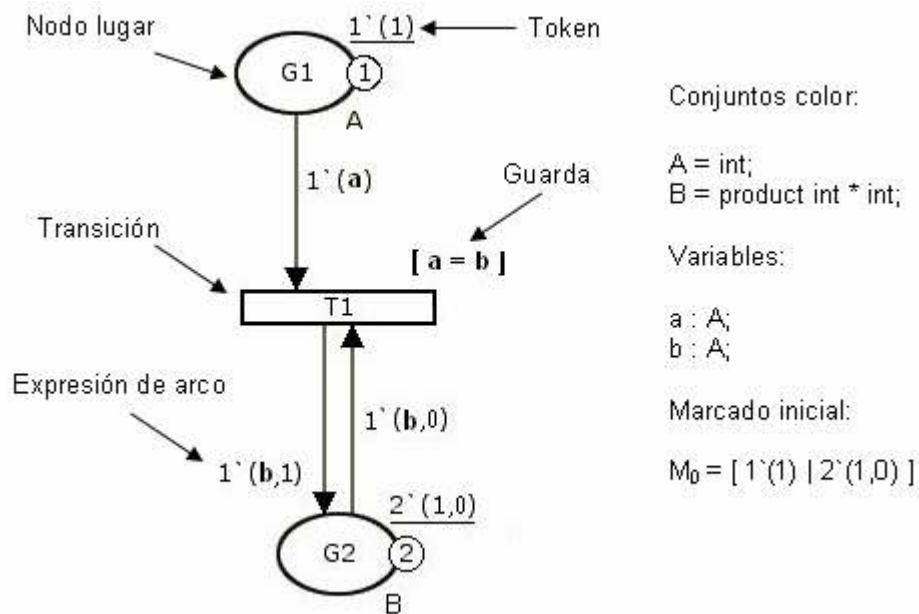 Nodo lugar
1`(1)
Token
G1
1
A
1`(a)
Guarda
Transición
[ a = b ]
T1
Expresión de arco
1`(b,0)
1`(b,1)
2`(1,0)
G2
2
B
Conjuntos color:
A = int;
B = product int * int;
Variables:
a : A;
b : A;
Marcado inicial:
M₀ = [ 1`(1) | 2`(1,0) ]